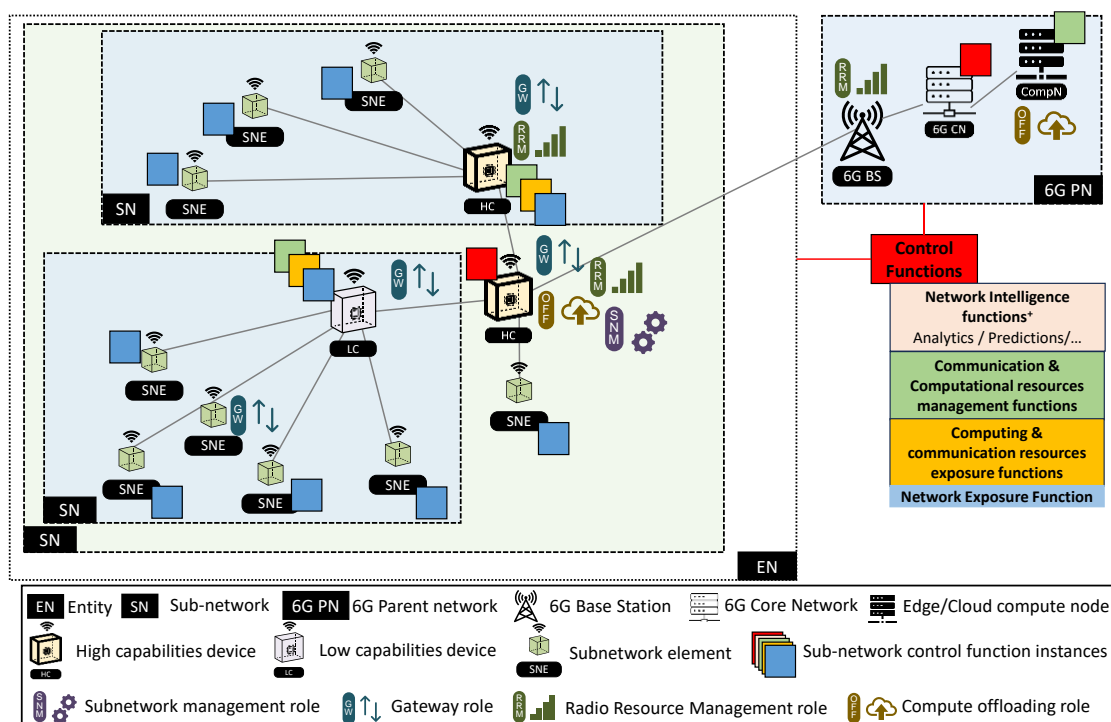 SNE
GW
RRM
SNE
SNE
HC
SN
RRM
CompN
6G CN
OFF
6G BS
6G PN
GW
GW
RRM
OFF
SNM
HC
LC
SNE
SNE
GW
SNE
SNE
SNE
SNE
SN
SN
EN
Control
Functions
Network Intelligence
functions⁺
Analytics / Predictions/...
Communication &
Computational resources
management functions
Computing &
communication resources
exposure functions
Network Exposure Function
EN Entity SN Sub-network 6G PN 6G Parent network 6G Base Station 6G Core Network Edge/Cloud compute node
HC High capabilities device LC Low capabilities device SNE Subnetwork element Sub-network control function instances
SNM Subnetwork management role GW Gateway role RRM Radio Resource Management role OFF Compute offloading role